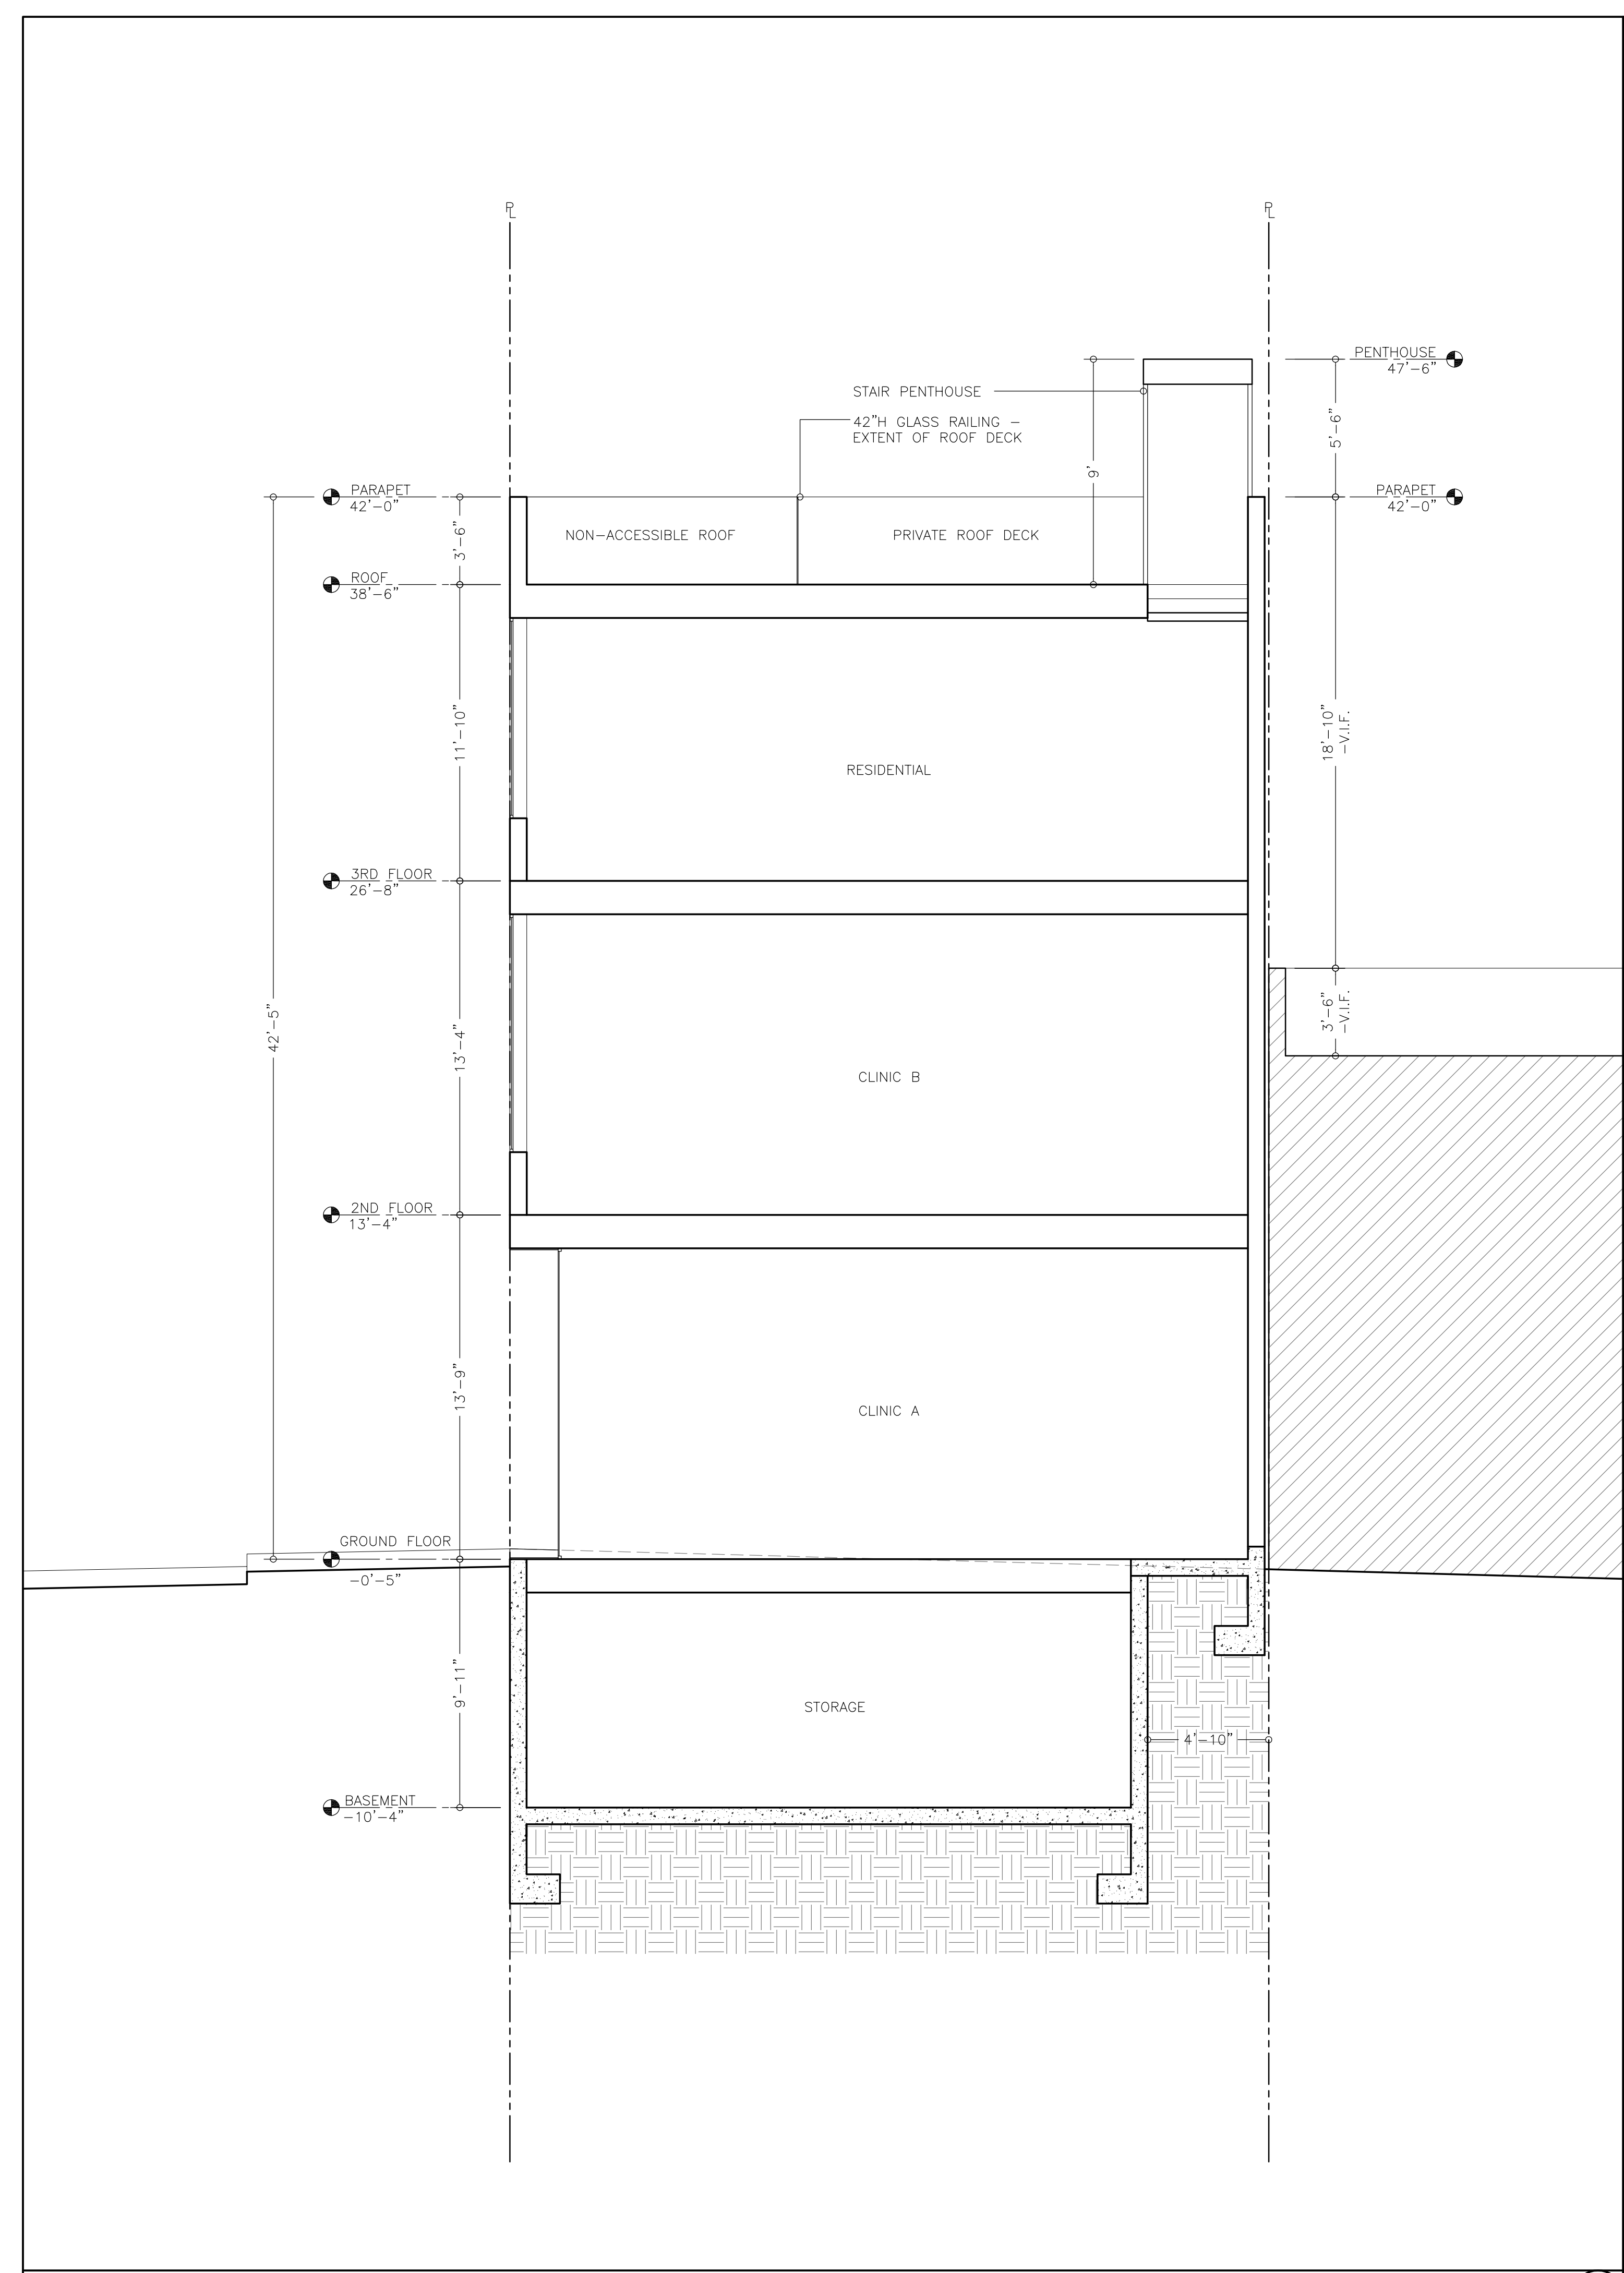 PL
PL
PENTHOUSE
47'-6"
STAIR PENTHOUSE
42"H GLASS RAILING -
EXTENT OF ROOF DECK
5'-6"
9'
PARAPET
42'-0"
PARAPET
42'-0"
3'-6"
NON-ACCESSIBLE ROOF
PRIVATE ROOF DECK
ROOF
38'-6"
11'-10"
18'-10"
-V.I.F.
RESIDENTIAL
3RD FLOOR
26'-8"
42'-5"
13'-4"
3'-6"
-V.I.F.
CLINIC B
2ND FLOOR
13'-4"
13'-9"
CLINIC A
GROUND FLOOR
-0'-5"
9'-11"
STORAGE
4'-10"
BASEMENT
-10'-4"